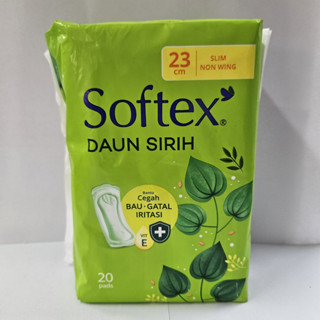 23
cm
SLIM
NON WING
Softex®
DAUN SIRIH
Bantu
Cegah
BAU • GATAL
IRITASI
VIT
E
20
pads